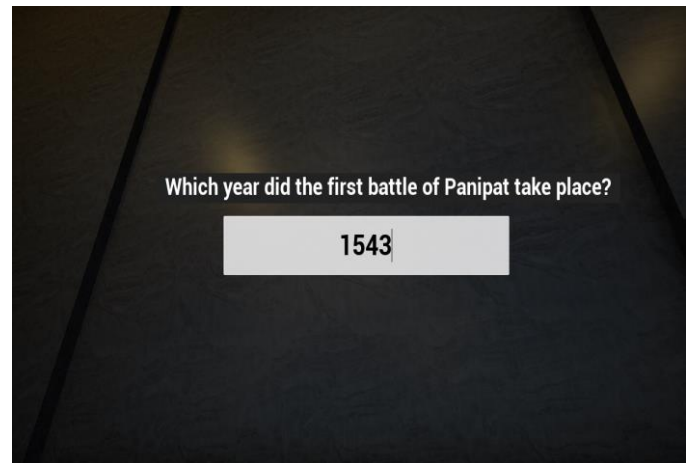 Which year did the first battle of Panipat take place?
1543